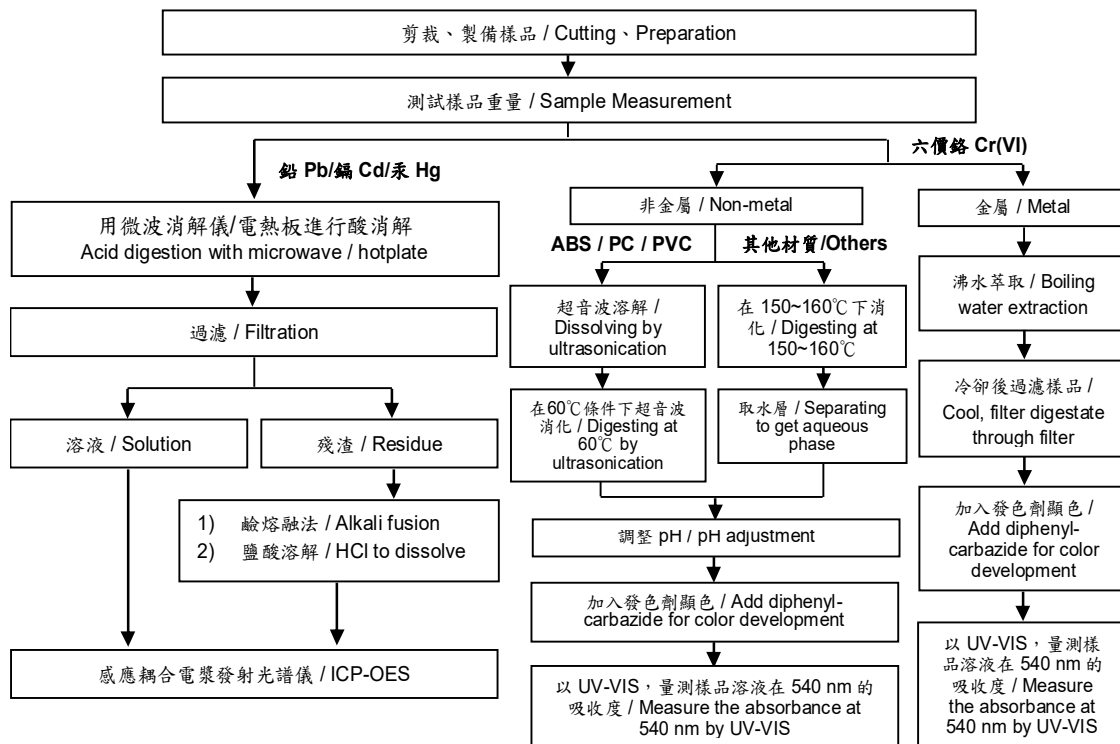 剪裁、製備樣品 / Cutting、Preparation
測試樣品重量 / Sample Measurement
鉛 Pb/鎘 Cd/汞 Hg
六價鉻 Cr(VI)
用微波消解儀/電熱板進行酸消解
Acid digestion with microwave / hotplate
過濾 / Filtration
溶液 / Solution
殘渣 / Residue
1) 鹼熔融法 / Alkali fusion
2) 鹽酸溶解 / HCl to dissolve
感應耦合電漿發射光譜儀 / ICP-OES
非金屬 / Non-metal
ABS / PC / PVC
其他材質/Others
超音波溶解 /
Dissolving by
ultrasonication
在60℃條件下超音波
消化 / Digesting at
60℃ by
ultrasonication
在 150~160℃下消
化 / Digesting at
150~160℃
取水層 / Separating
to get aqueous
phase
調整 pH / pH adjustment
加入發色劑顯色 / Add diphenyl-
carbazide for color development
以 UV-VIS，量測樣品溶液在 540 nm 的
吸收度 / Measure the absorbance at
540 nm by UV-VIS
金屬 / Metal
沸水萃取 / Boiling
water extraction
冷卻後過濾樣品 /
Cool, filter digestate
through filter
加入發色劑顯色 /
Add diphenyl-
carbazide for color
development
以 UV-VIS，量測樣
品溶液在 540 nm 的
吸收度 / Measure
the absorbance at
540 nm by UV-VIS